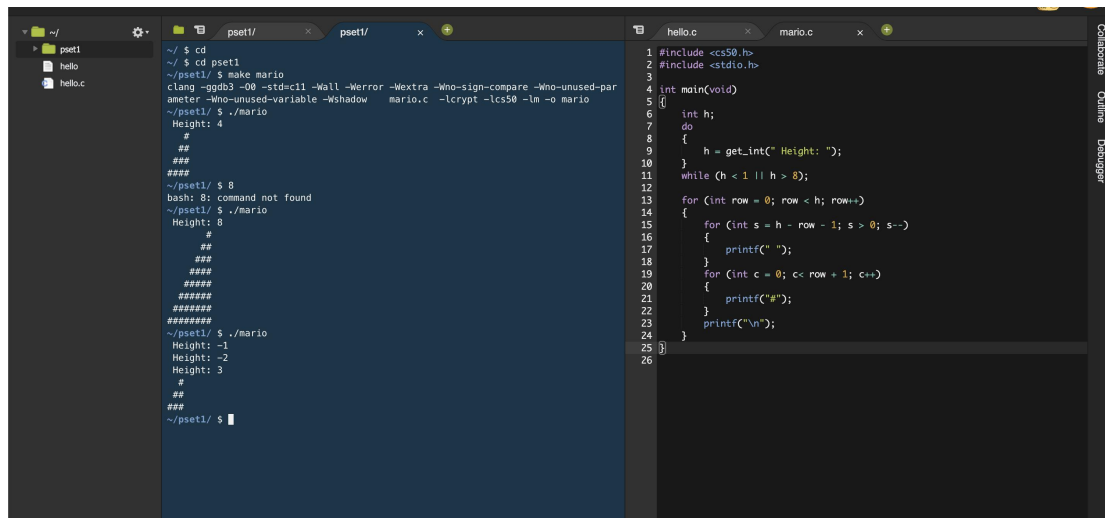 ~/
pset1
hello
hello.c
pset1/
pset1/
~/ $ cd
~/ $ cd pset1
~/pset1/ $ make mario
clang -ggdb3 -O0 -std=c11 -Wall -Werror -Wextra -Wno-sign-compare -Wno-unused-par
ameter -Wno-unused-variable -Wshadow    mario.c  -lcrypt -lcs50 -lm -o mario
~/pset1/ $ ./mario
 Height: 4
   #
  ##
 ###
####
~/pset1/ $ 8
bash: 8: command not found
~/pset1/ $ ./mario
 Height: 8
       #
      ##
     ###
    ####
   #####
  ######
 #######
########
~/pset1/ $ ./mario
 Height: -1
 Height: -2
 Height: 3
  #
 ##
###
~/pset1/ $
hello.c
mario.c
1 #include <cs50.h>
2 #include <stdio.h>
3
4 int main(void)
5 {
6     int h;
7     do
8     {
9         h = get_int(" Height: ");
10     }
11     while (h < 1 || h > 8);
12
13     for (int row = 0; row < h; row++)
14     {
15         for (int s = h - row - 1; s > 0; s--)
16         {
17             printf(" ");
18         }
19         for (int c = 0; c< row + 1; c++)
20         {
21             printf("#");
22         }
23         printf("\n");
24     }
25 }
26
Collaborate
Outline
Debugger